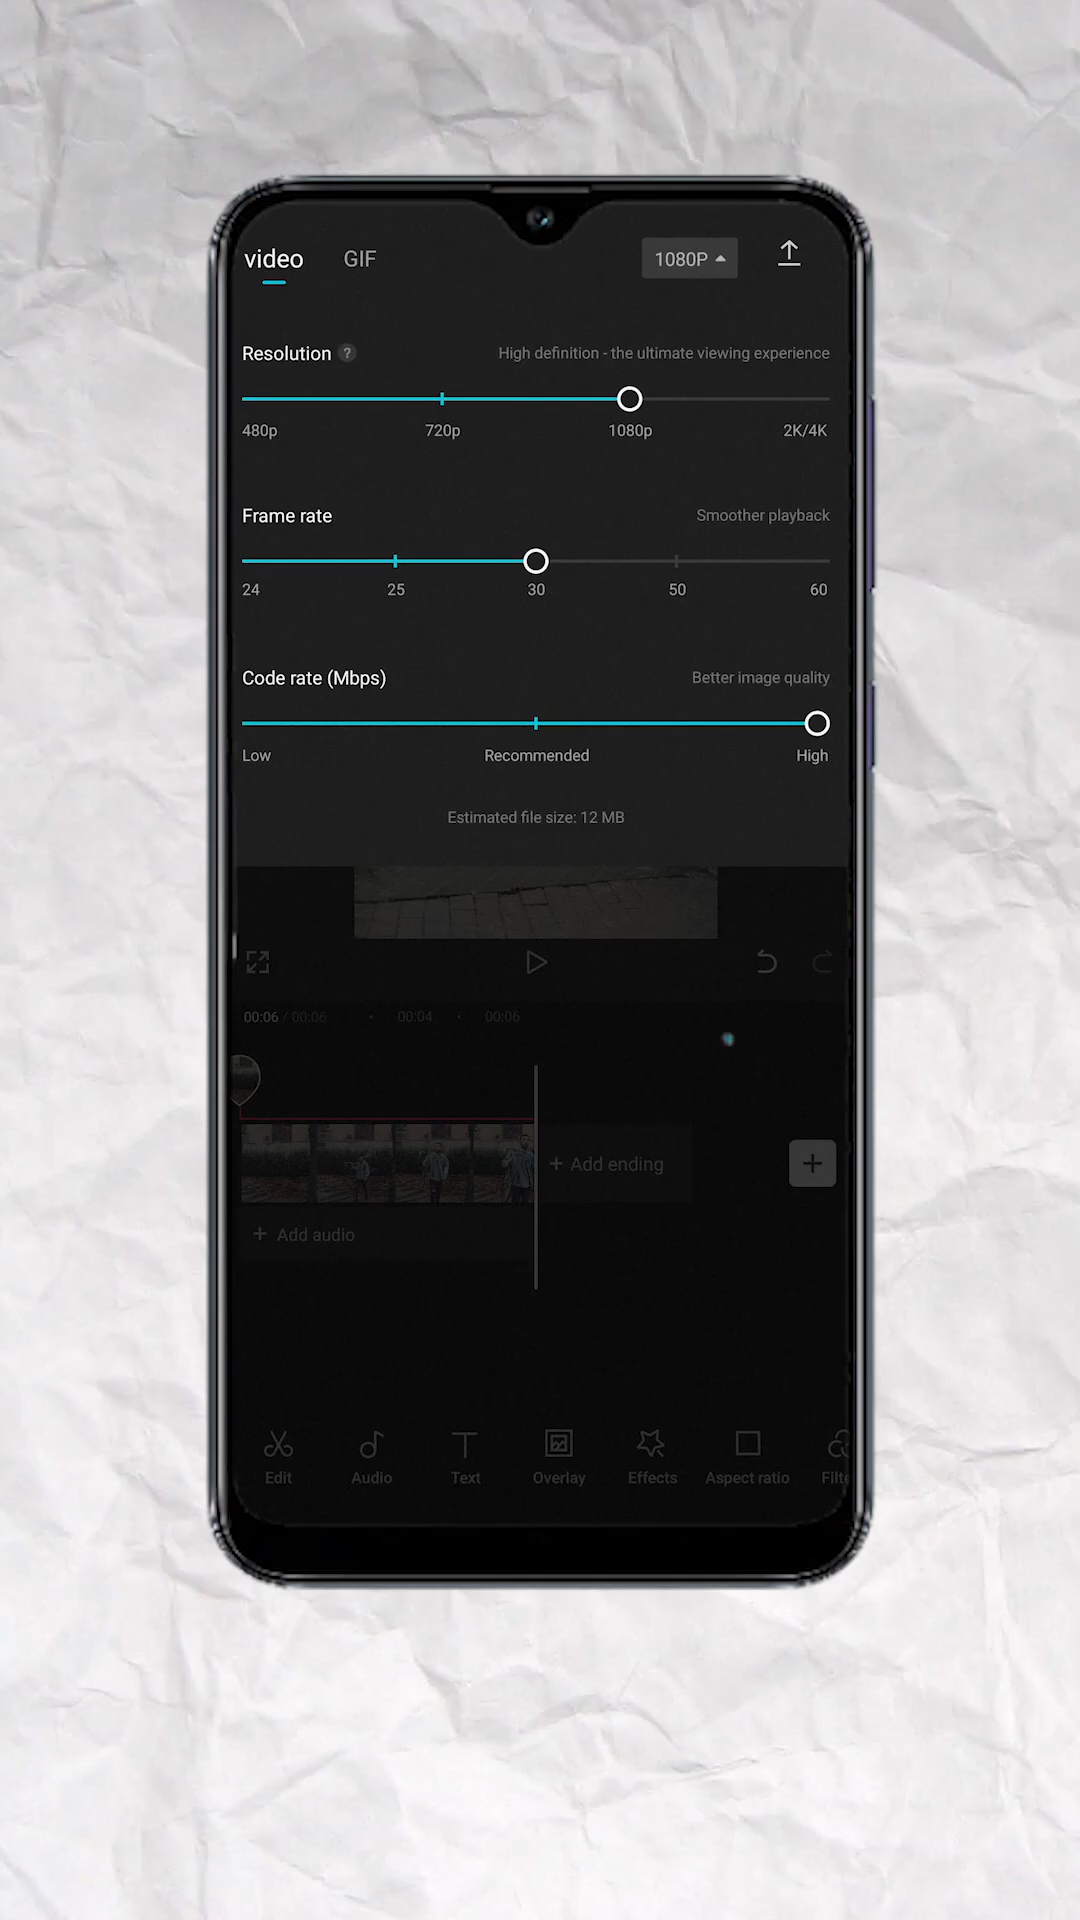 video GIF 1080P
Resolution ? High definition - the ultimate viewing experience
480p 720p 1080p 2K/4K
Frame rate Smoother playback
24 25 30 50 60
Code rate (Mbps) Better image quality
Low Recommended High
Estimated file size: 12 MB
00:06 / 00:06 00:04 00:06
+ Add ending
+ Add audio
Edit Audio Text Overlay Effects Aspect ratio Filte